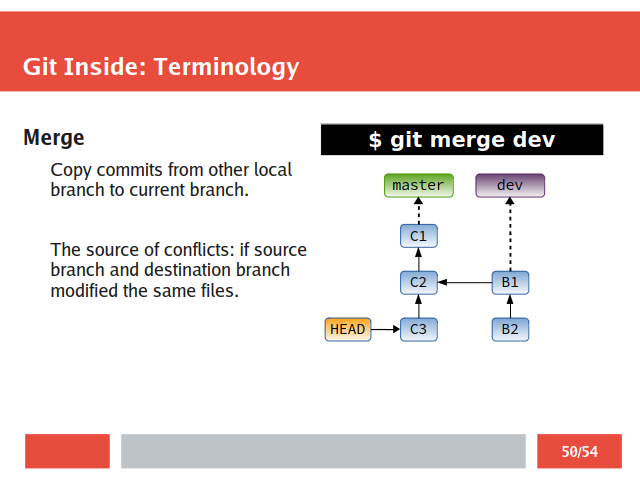 Git Inside: Terminology
Merge
Copy commits from other local
branch to current branch.
The source of conflicts: if source
branch and destination branch
modified the same files.
$ git merge dev
master
dev
C1
C2
B1
HEAD
C3
B2
50/54